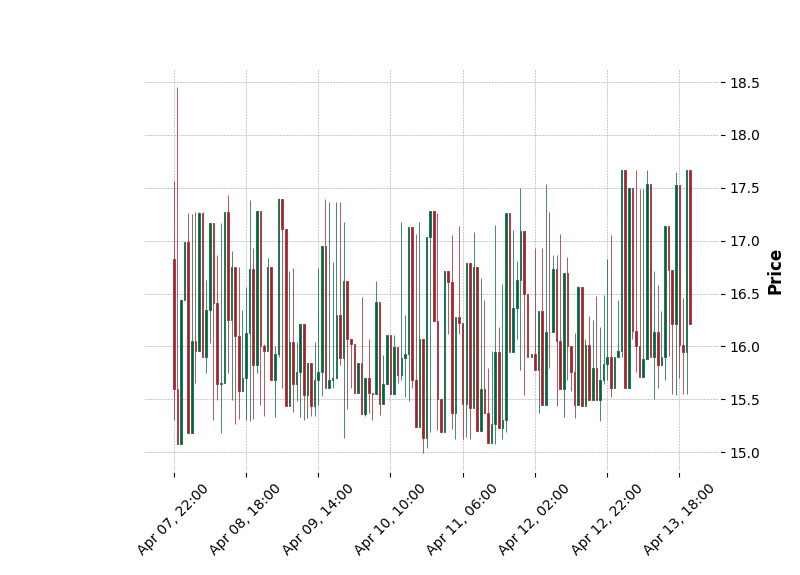 18.5
18.0
17.5
17.0
16.5
16.0
15.5
15.0
Price
Apr 07, 22:00
Apr 08, 18:00
Apr 09, 14:00
Apr 10, 10:00
Apr 11, 06:00
Apr 12, 02:00
Apr 12, 22:00
Apr 13, 18:00